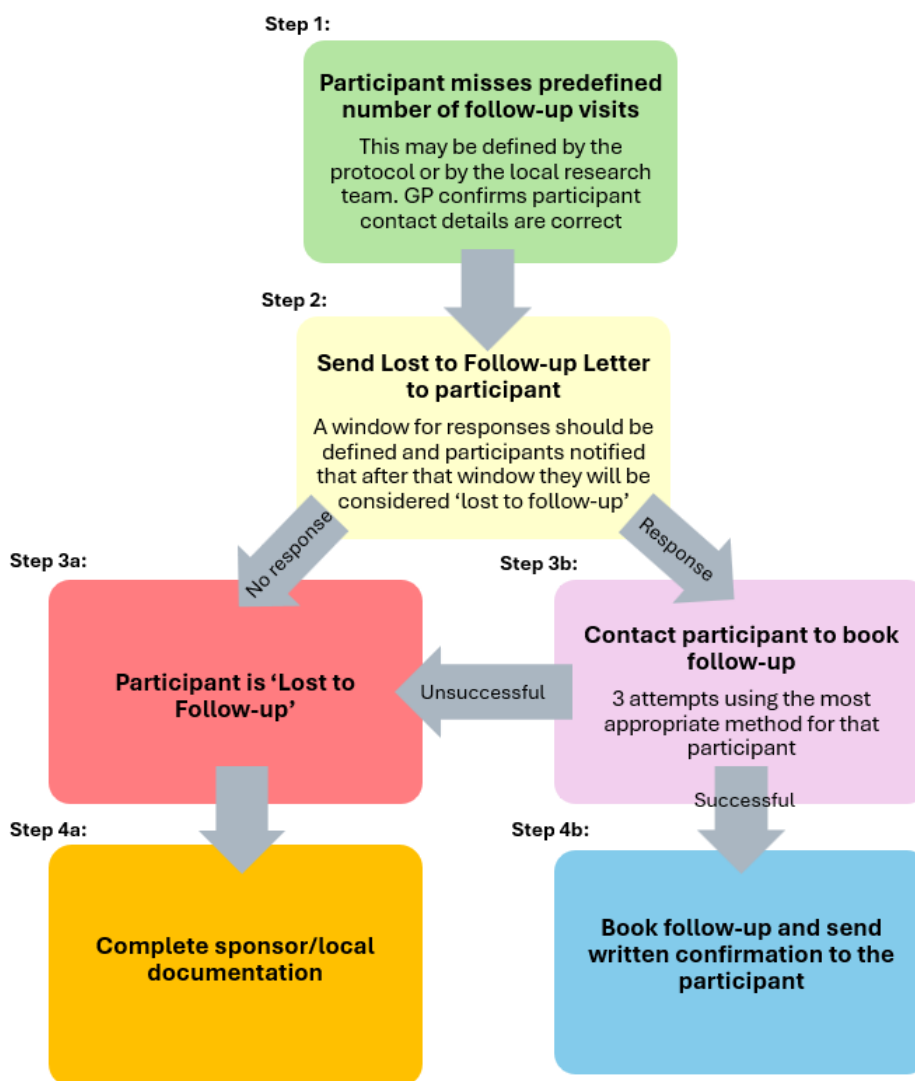 Step 1:
Participant misses predefined
number of follow-up visits
This may be defined by the
protocol or by the local research
team. GP confirms participant
contact details are correct
Step 2:
Send Lost to Follow-up Letter
to participant
A window for responses should be
defined and participants notified
that after that window they will be
considered ‘lost to follow-up’
No response
Response
Step 3a:
Participant is ‘Lost to
Follow-up’
Step 3b:
Contact participant to book
follow-up
3 attempts using the most
appropriate method for that
participant
Unsuccessful
Successful
Step 4a:
Complete sponsor/local
documentation
Step 4b:
Book follow-up and send
written confirmation to the
participant